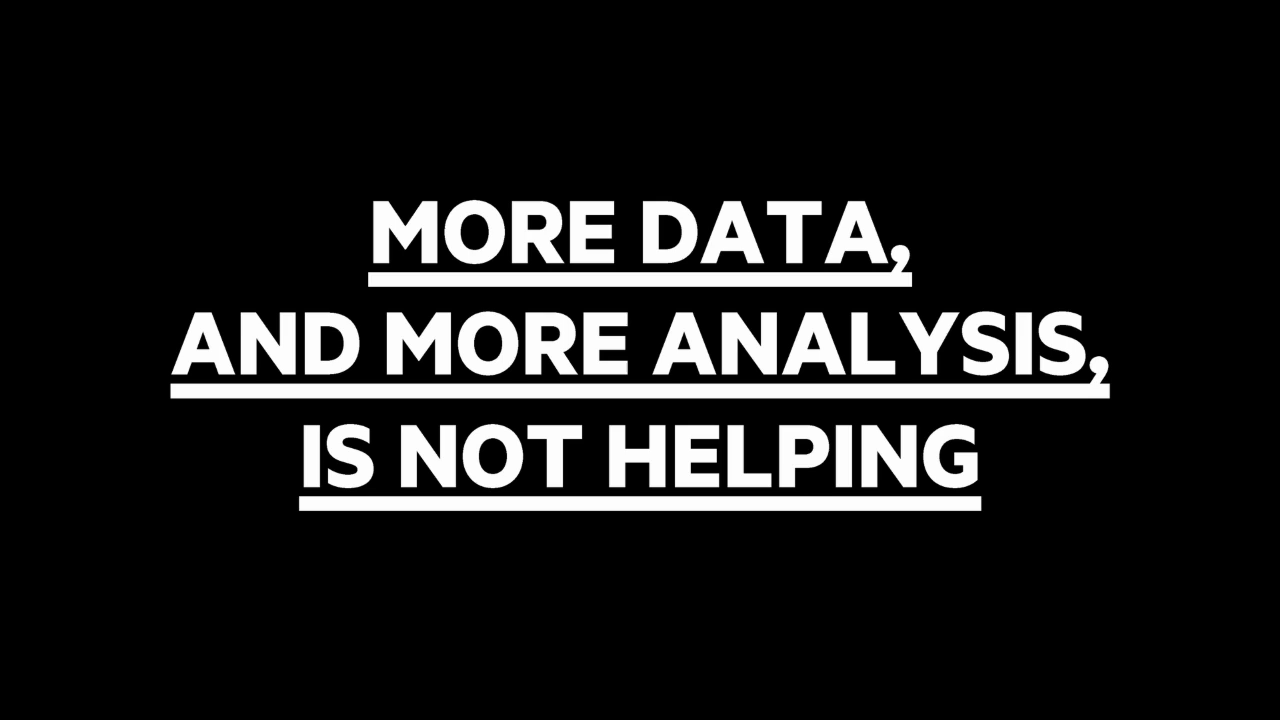 MORE DATA,
AND MORE ANALYSIS,
IS NOT HELPING